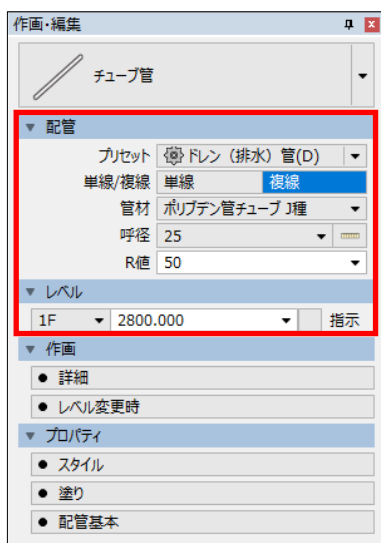 作画・編集
チューブ管
配管
プリセット ドレン（排水）管(D)
単線/複線 単線 複線
管材 ポリブデン管チューブ J種
呼径 25
R値 50
レベル
1F 2800.000 指示
作画
● 詳細
● レベル変更時
プロパティ
● スタイル
● 塗り
● 配管基本